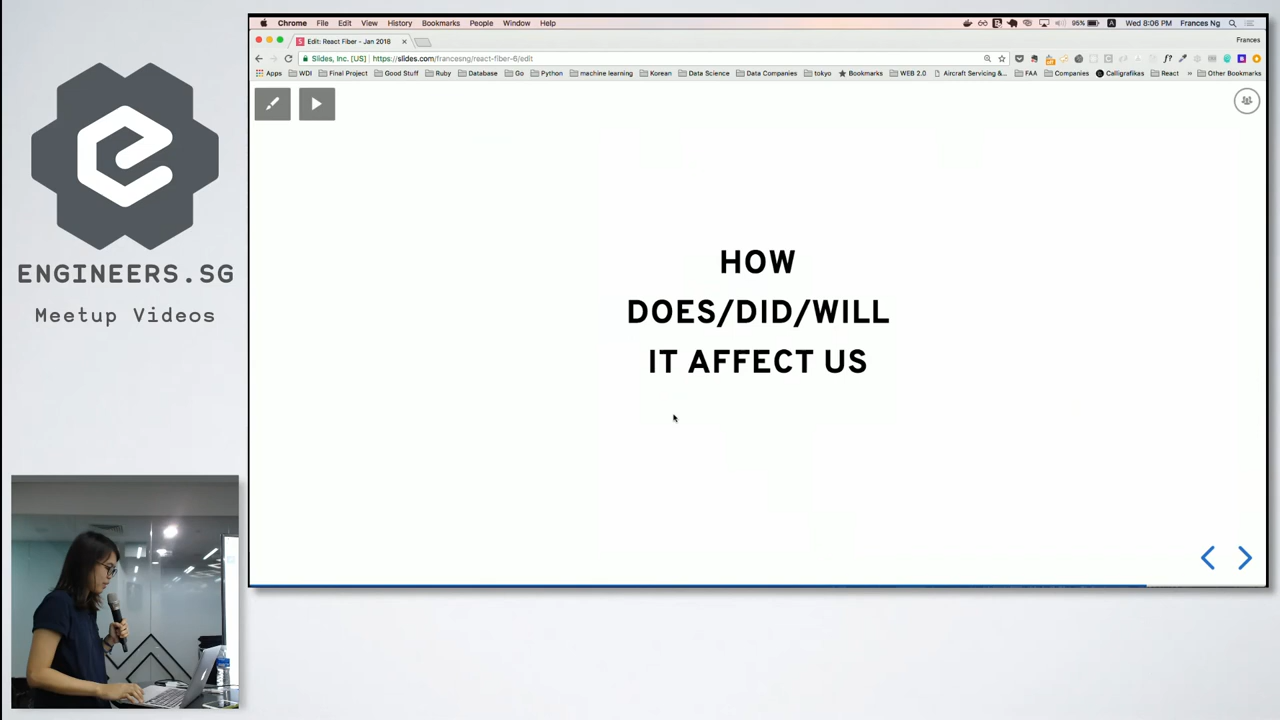 Chrome File Edit View History Bookmarks People Window Help
95% Wed 8:06 PM Frances Ng
Edit: React Fiber - Jan 2018
Frances
Slides, Inc. [US] https://slides.com/francesng/react-fiber-6/edit
Apps WDI Final Project Good Stuff Ruby Database Go Python machine learning Korean Data Science Data Companies tokyo Bookmarks WEB 2.0 Aircraft Servicing &... FAA Companies Calligrafikas React Other Bookmarks
HOW
DOES/DID/WILL
IT AFFECT US
ENGINEERS.SG
Meetup Videos